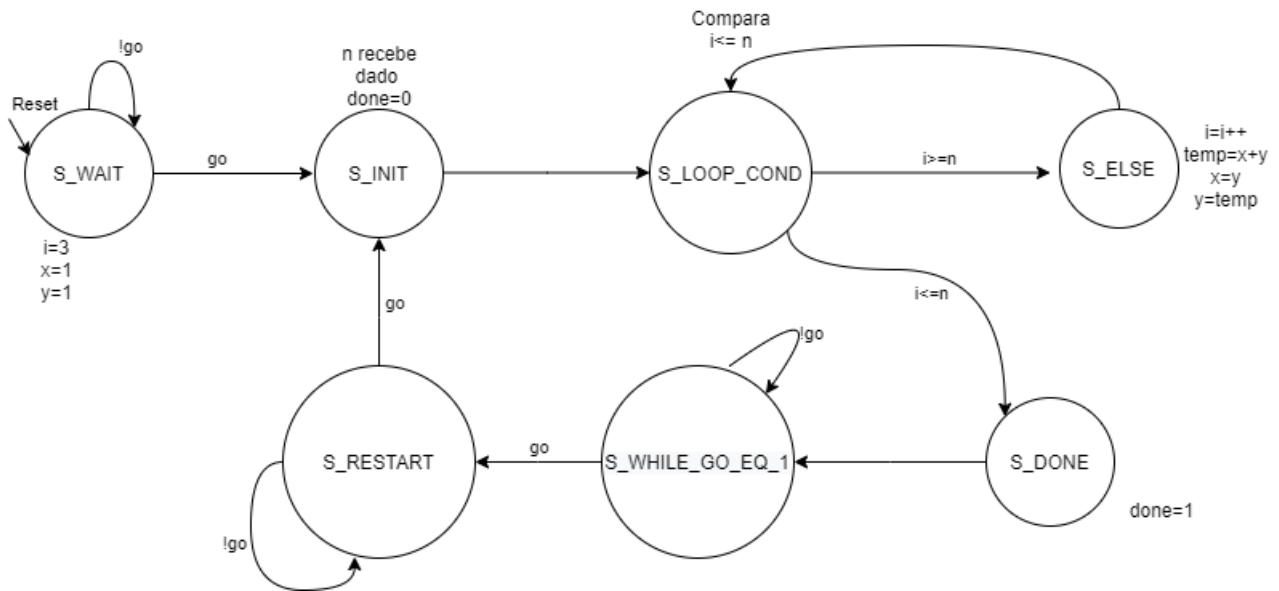 Compara
i<= n
!go
n recebe
dado
done=0
Reset
S_WAIT
go
S_INIT
S_LOOP_COND
i>=n
S_ELSE
i=i++
temp=x+y
x=y
y=temp
i=3
x=1
y=1
go
i<=n
!go
S_RESTART
go
S_WHILE_GO_EQ_1
S_DONE
done=1
!go